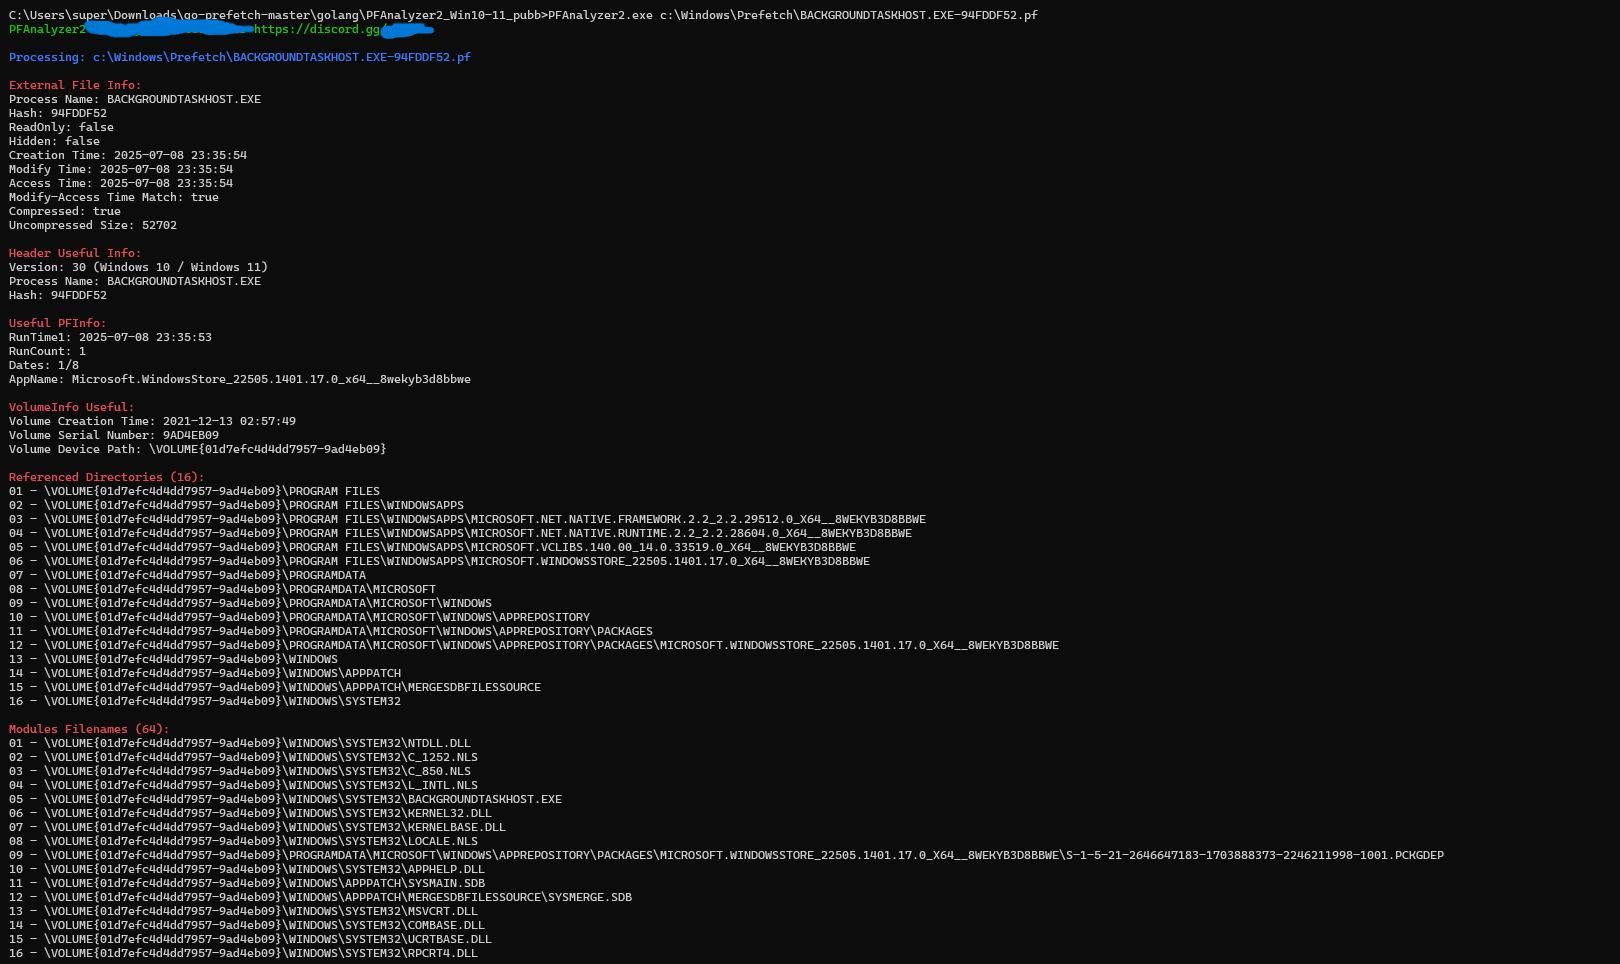 C:\Users\super\Downloads\go-prefetch-master\golang\PFAnalyzer2_Win10-11_pubb>PFAnalyzer2.exe c:\Windows\Prefetch\BACKGROUNDTASKHOST.EXE-94FDDF52.pf
PFAnalyzer2 https://discord.gg/
Processing: c:\Windows\Prefetch\BACKGROUNDTASKHOST.EXE-94FDDF52.pf
External File Info:
Process Name: BACKGROUNDTASKHOST.EXE
Hash: 94FDDF52
ReadOnly: false
Hidden: false
Creation Time: 2025-07-08 23:35:54
Modify Time: 2025-07-08 23:35:54
Access Time: 2025-07-08 23:35:54
Modify-Access Time Match: true
Compressed: true
Uncompressed Size: 52702
Header Useful Info:
Version: 30 (Windows 10 / Windows 11)
Process Name: BACKGROUNDTASKHOST.EXE
Hash: 94FDDF52
Useful PFInfo:
RunTime1: 2025-07-08 23:35:53
RunCount: 1
Dates: 1/8
AppName: Microsoft.WindowsStore_22505.1401.17.0_x64__8wekyb3d8bbwe
VolumeInfo Useful:
Volume Creation Time: 2021-12-13 02:57:49
Volume Serial Number: 9AD4EB09
Volume Device Path: \VOLUME{01d7efc4d4dd7957-9ad4eb09}
Referenced Directories (16):
01 - \VOLUME{01d7efc4d4dd7957-9ad4eb09}\PROGRAM FILES
02 - \VOLUME{01d7efc4d4dd7957-9ad4eb09}\PROGRAM FILES\WINDOWSAPPS
03 - \VOLUME{01d7efc4d4dd7957-9ad4eb09}\PROGRAM FILES\WINDOWSAPPS\MICROSOFT.NET.NATIVE.FRAMEWORK.2.2_2.2.29512.0_X64__8WEKYB3D8BBWE
04 - \VOLUME{01d7efc4d4dd7957-9ad4eb09}\PROGRAM FILES\WINDOWSAPPS\MICROSOFT.NET.NATIVE.RUNTIME.2.2_2.2.28604.0_X64__8WEKYB3D8BBWE
05 - \VOLUME{01d7efc4d4dd7957-9ad4eb09}\PROGRAM FILES\WINDOWSAPPS\MICROSOFT.VCLIBS.140.00_14.0.33519.0_X64__8WEKYB3D8BBWE
06 - \VOLUME{01d7efc4d4dd7957-9ad4eb09}\PROGRAM FILES\WINDOWSAPPS\MICROSOFT.WINDOWSSTORE_22505.1401.17.0_X64__8WEKYB3D8BBWE
07 - \VOLUME{01d7efc4d4dd7957-9ad4eb09}\PROGRAMDATA
08 - \VOLUME{01d7efc4d4dd7957-9ad4eb09}\PROGRAMDATA\MICROSOFT
09 - \VOLUME{01d7efc4d4dd7957-9ad4eb09}\PROGRAMDATA\MICROSOFT\WINDOWS
10 - \VOLUME{01d7efc4d4dd7957-9ad4eb09}\PROGRAMDATA\MICROSOFT\WINDOWS\APPREPOSITORY
11 - \VOLUME{01d7efc4d4dd7957-9ad4eb09}\PROGRAMDATA\MICROSOFT\WINDOWS\APPREPOSITORY\PACKAGES
12 - \VOLUME{01d7efc4d4dd7957-9ad4eb09}\PROGRAMDATA\MICROSOFT\WINDOWS\APPREPOSITORY\PACKAGES\MICROSOFT.WINDOWSSTORE_22505.1401.17.0_X64__8WEKYB3D8BBWE
13 - \VOLUME{01d7efc4d4dd7957-9ad4eb09}\WINDOWS
14 - \VOLUME{01d7efc4d4dd7957-9ad4eb09}\WINDOWS\APPPATCH
15 - \VOLUME{01d7efc4d4dd7957-9ad4eb09}\WINDOWS\APPPATCH\MERGESDBFILESSOURCE
16 - \VOLUME{01d7efc4d4dd7957-9ad4eb09}\WINDOWS\SYSTEM32
Modules Filenames (64):
01 - \VOLUME{01d7efc4d4dd7957-9ad4eb09}\WINDOWS\SYSTEM32\NTDLL.DLL
02 - \VOLUME{01d7efc4d4dd7957-9ad4eb09}\WINDOWS\SYSTEM32\C_1252.NLS
03 - \VOLUME{01d7efc4d4dd7957-9ad4eb09}\WINDOWS\SYSTEM32\C_850.NLS
04 - \VOLUME{01d7efc4d4dd7957-9ad4eb09}\WINDOWS\SYSTEM32\L_INTL.NLS
05 - \VOLUME{01d7efc4d4dd7957-9ad4eb09}\WINDOWS\SYSTEM32\BACKGROUNDTASKHOST.EXE
06 - \VOLUME{01d7efc4d4dd7957-9ad4eb09}\WINDOWS\SYSTEM32\KERNEL32.DLL
07 - \VOLUME{01d7efc4d4dd7957-9ad4eb09}\WINDOWS\SYSTEM32\KERNELBASE.DLL
08 - \VOLUME{01d7efc4d4dd7957-9ad4eb09}\WINDOWS\SYSTEM32\LOCALE.NLS
09 - \VOLUME{01d7efc4d4dd7957-9ad4eb09}\PROGRAMDATA\MICROSOFT\WINDOWS\APPREPOSITORY\PACKAGES\MICROSOFT.WINDOWSSTORE_22505.1401.17.0_X64__8WEKYB3D8BBWE\S-1-5-21-2646647183-1703888373-2246211998-1001.PCKGDEP
10 - \VOLUME{01d7efc4d4dd7957-9ad4eb09}\WINDOWS\SYSTEM32\APPHELP.DLL
11 - \VOLUME{01d7efc4d4dd7957-9ad4eb09}\WINDOWS\APPPATCH\SYSMAIN.SDB
12 - \VOLUME{01d7efc4d4dd7957-9ad4eb09}\WINDOWS\APPPATCH\MERGESDBFILESSOURCE\SYSMERGE.SDB
13 - \VOLUME{01d7efc4d4dd7957-9ad4eb09}\WINDOWS\SYSTEM32\MSVCRT.DLL
14 - \VOLUME{01d7efc4d4dd7957-9ad4eb09}\WINDOWS\SYSTEM32\COMBASE.DLL
15 - \VOLUME{01d7efc4d4dd7957-9ad4eb09}\WINDOWS\SYSTEM32\UCRTBASE.DLL
16 - \VOLUME{01d7efc4d4dd7957-9ad4eb09}\WINDOWS\SYSTEM32\RPCRT4.DLL